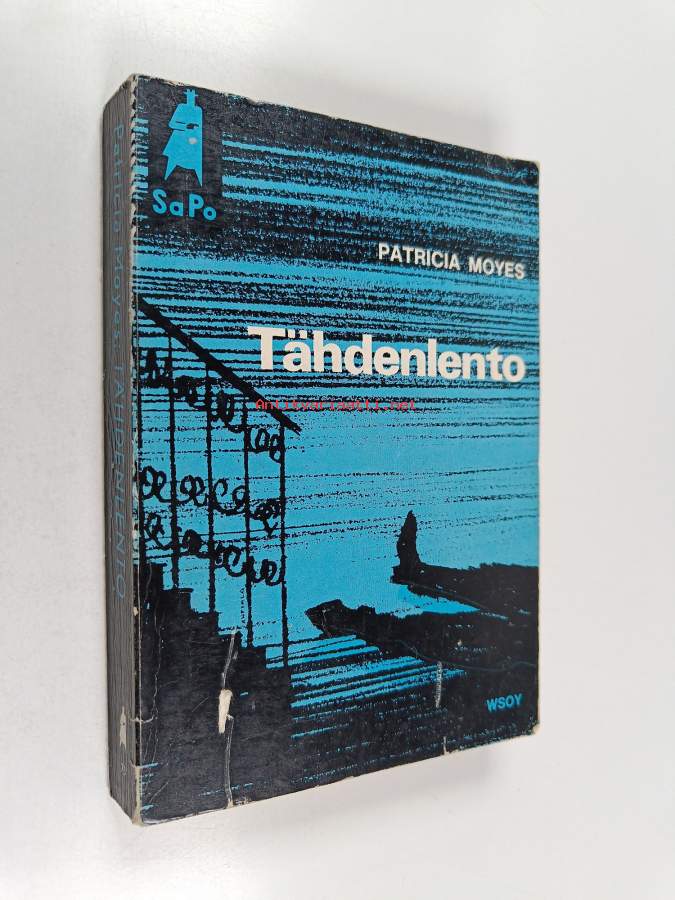 SaPo
PATRICIA MOYES
Tähdenlento
Antikvariaatti.net
WSOY
Patricia Moyes: TÄHDENLENTO